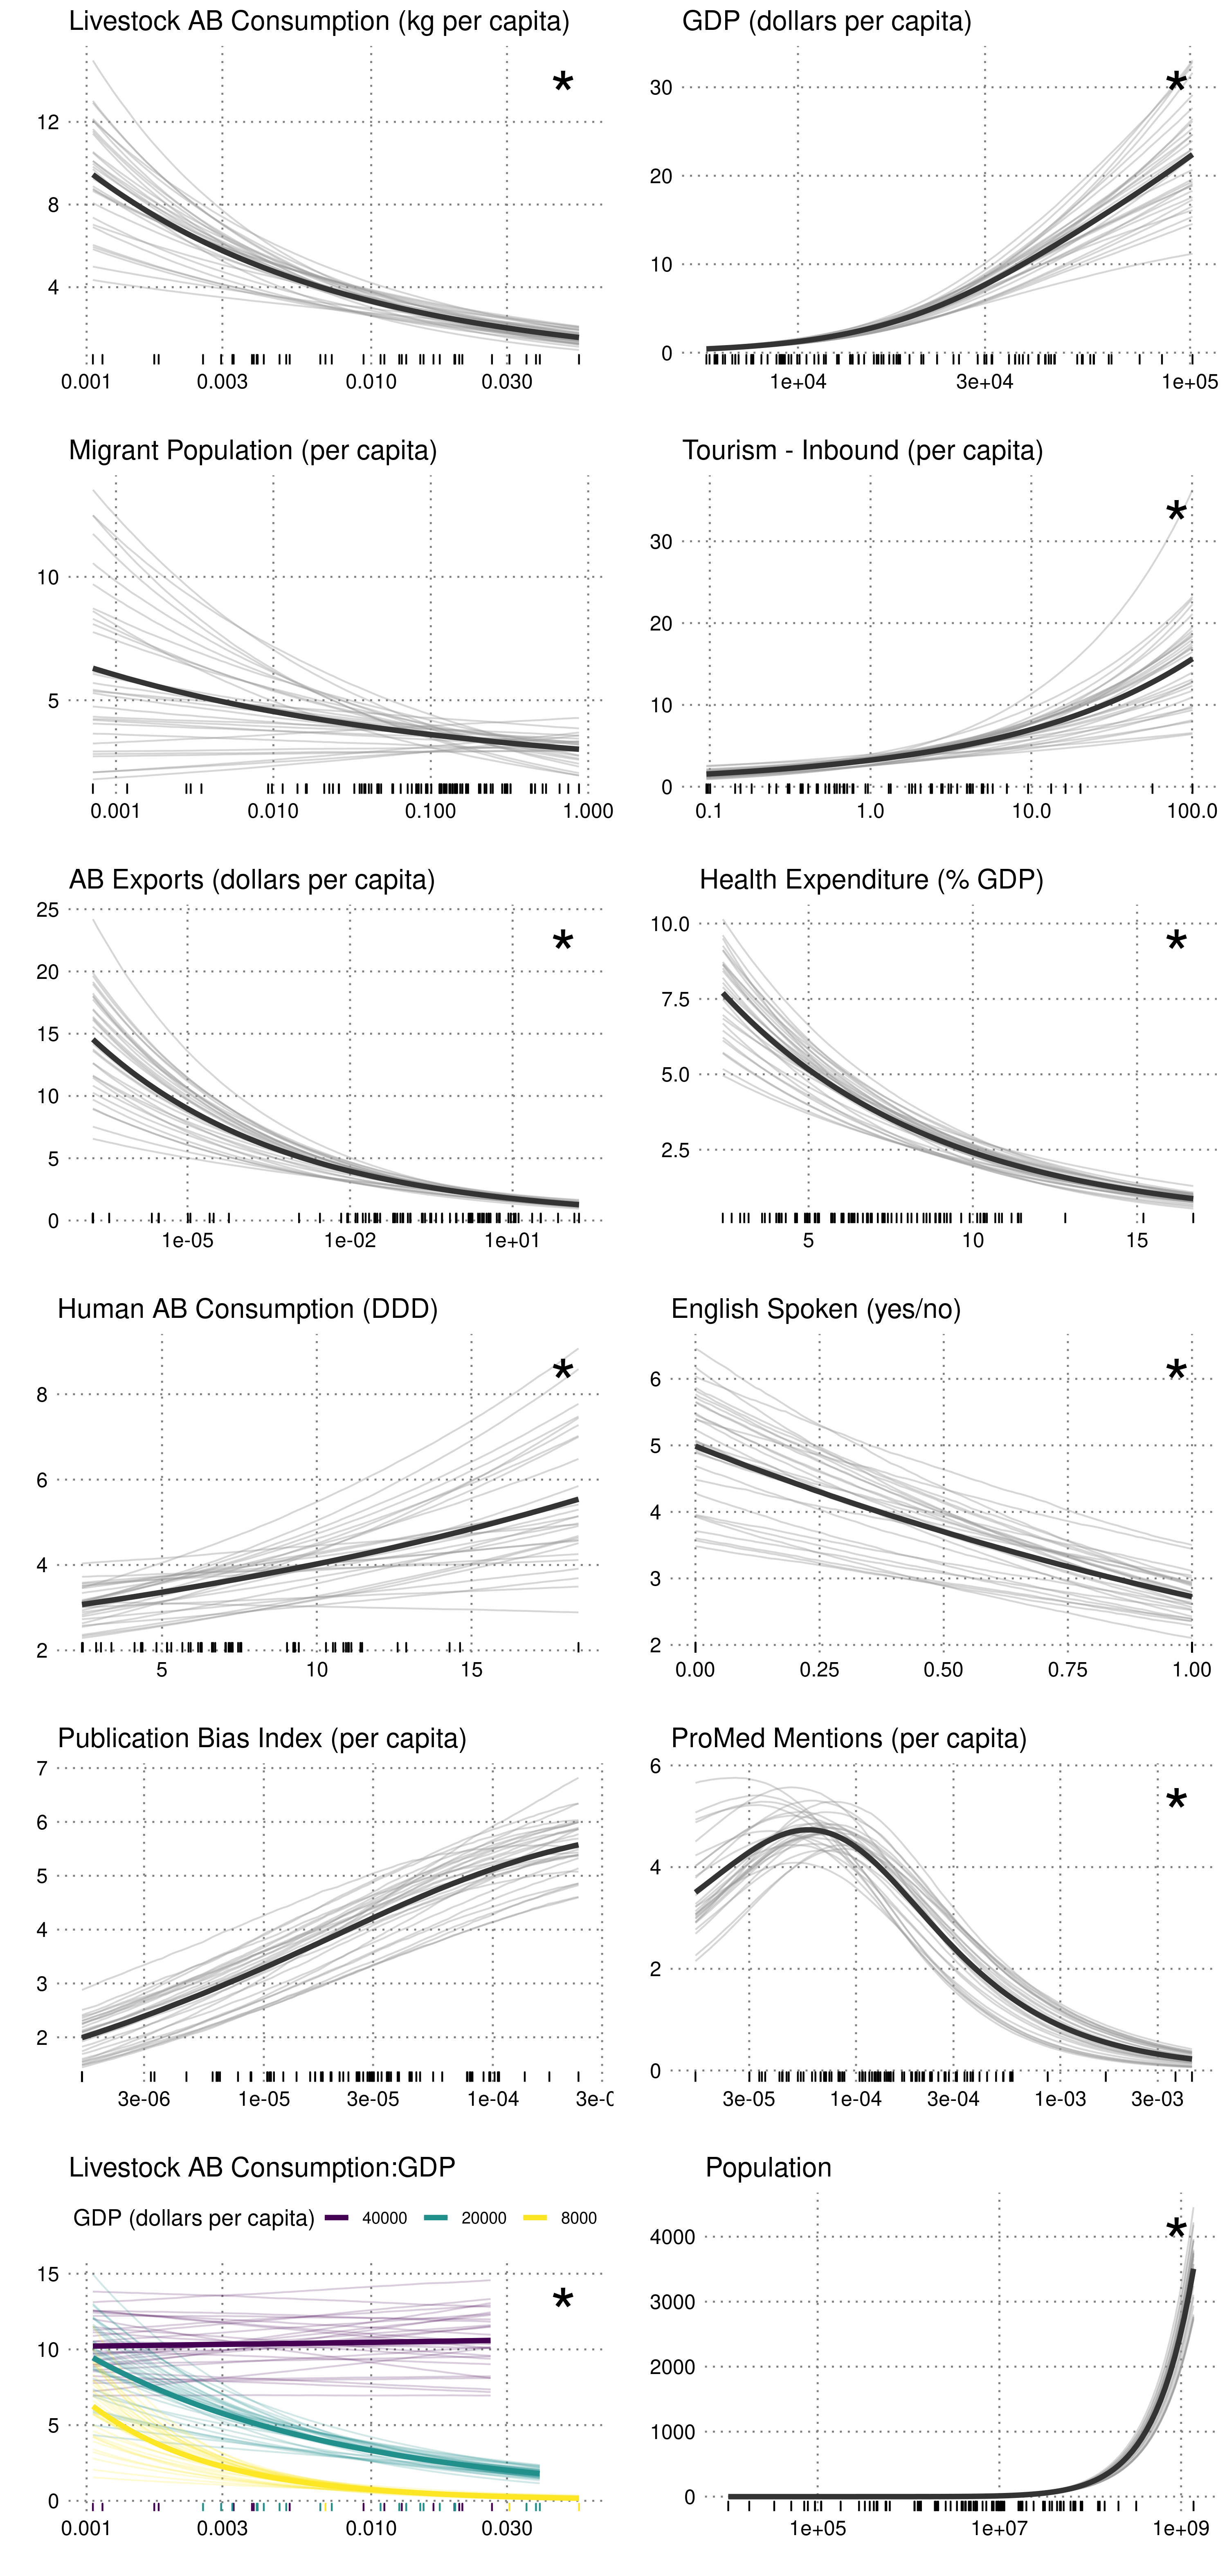 Livestock AB Consumption (kg per capita)
*
12
8
4
0.001 0.003 0.010 0.030
GDP (dollars per capita)
*
30
20
10
0
1e+04 3e+04 1e+05
Migrant Population (per capita)
10
5
0.001 0.010 0.100 1.000
Tourism - Inbound (per capita)
*
30
20
10
0
0.1 1.0 10.0 100.0
AB Exports (dollars per capita)
*
25
20
15
10
5
0
1e-05 1e-02 1e+01
Health Expenditure (% GDP)
*
10.0
7.5
5.0
2.5
5 10 15
Human AB Consumption (DDD)
*
8
6
4
2
5 10 15
English Spoken (yes/no)
*
6
5
4
3
2
0.00 0.25 0.50 0.75 1.00
Publication Bias Index (per capita)
7
6
5
4
3
2
3e-06 1e-05 3e-05 1e-04
ProMed Mentions (per capita)
*
6
4
2
0
3e-05 1e-04 3e-04 1e-03 3e-03
Livestock AB Consumption:GDP
GDP (dollars per capita) 40000 20000 8000
*
15
10
5
0
0.001 0.003 0.010 0.030
Population
*
4000
3000
2000
1000
0
1e+05 1e+07 1e+09